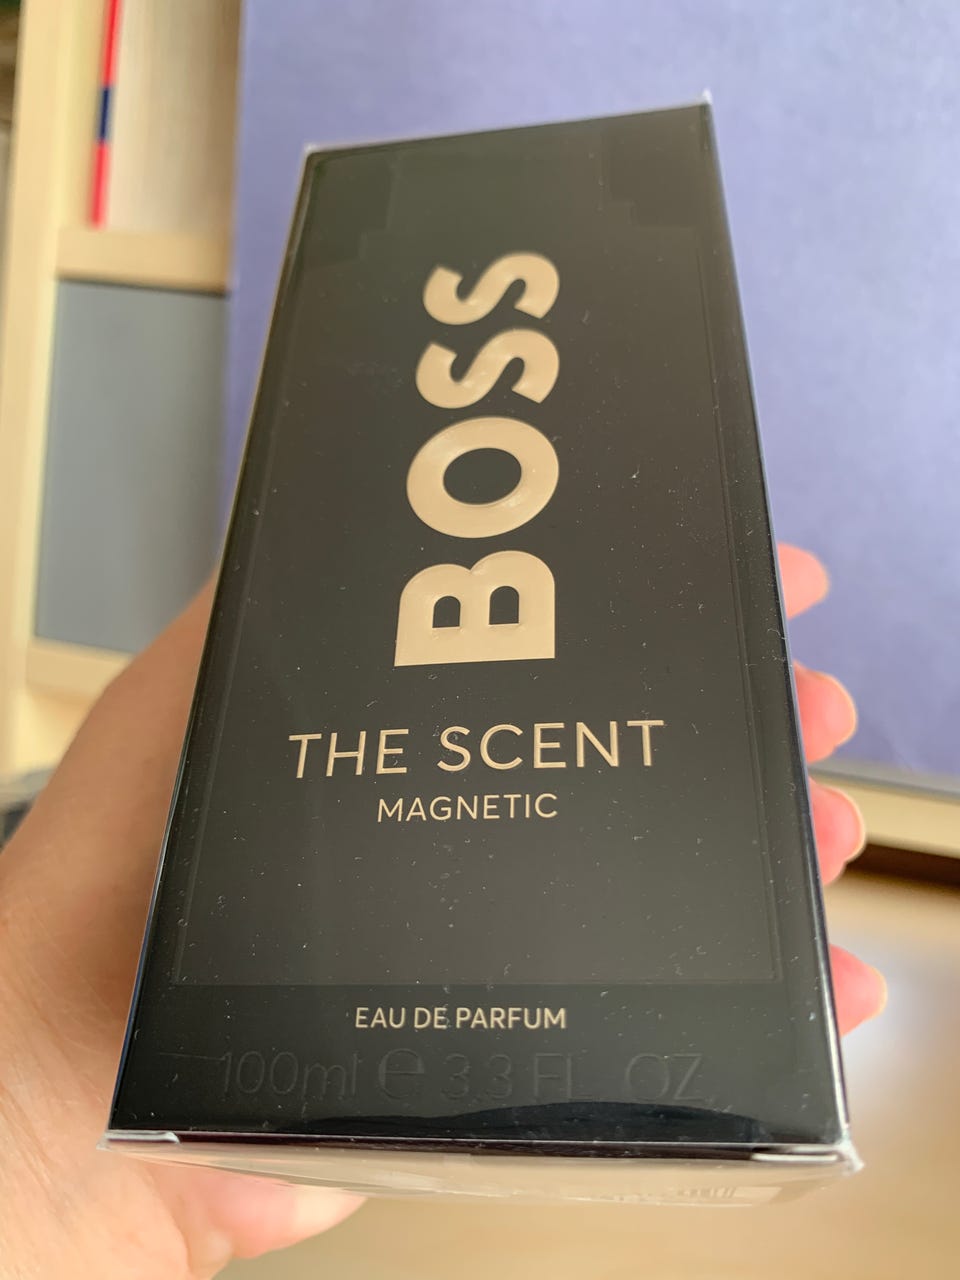 BOSS
THE SCENT
MAGNETIC
EAU DE PARFUM
100ml e 3.3 FL. OZ.